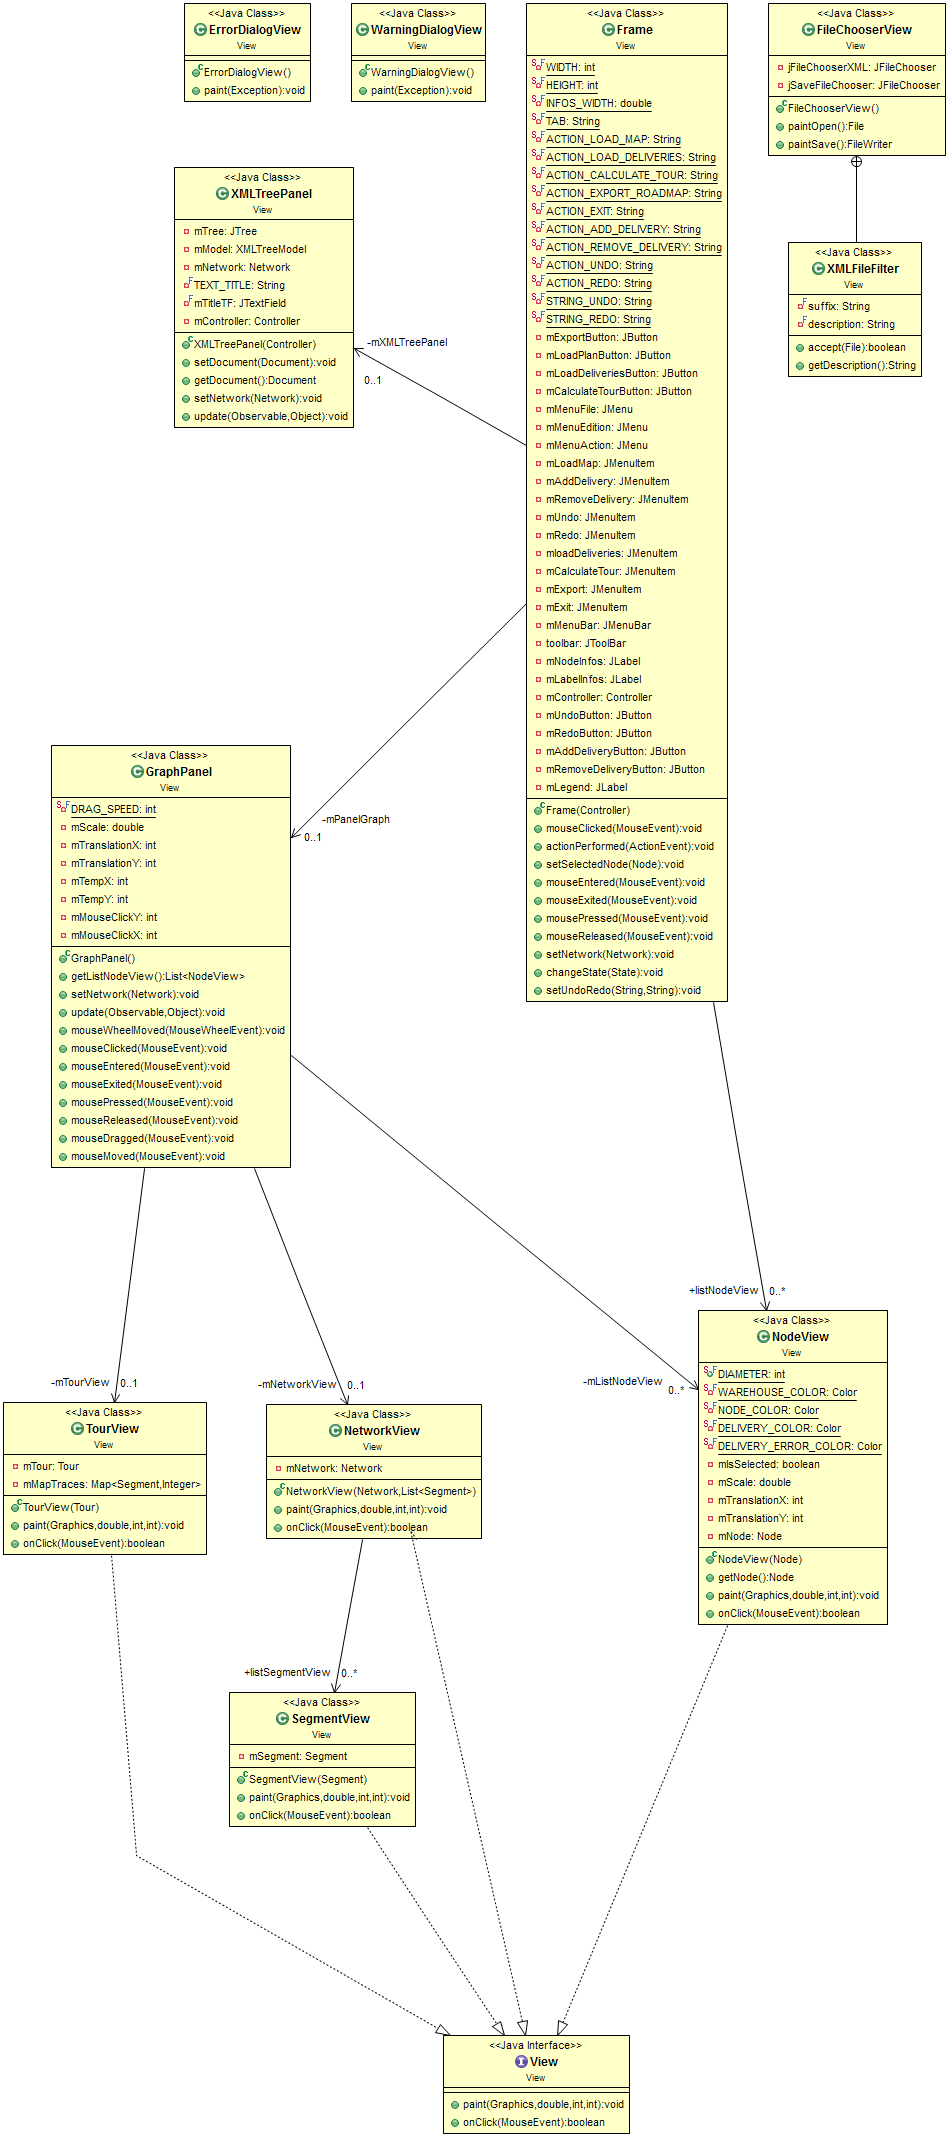 <<Java Class>>
ErrorDialogView
View
ErrorDialogView()
paint(Exception):void
<<Java Class>>
WarningDialogView
View
WarningDialogView()
paint(Exception):void
<<Java Class>>
Frame
View
WIDTH: int
HEIGHT: int
INFOS_WIDTH: double
TAB: String
ACTION_LOAD_MAP: String
ACTION_LOAD_DELIVERIES: String
ACTION_CALCULATE_TOUR: String
ACTION_EXPORT_ROADMAP: String
ACTION_EXIT: String
ACTION_ADD_DELIVERY: String
ACTION_REMOVE_DELIVERY: String
ACTION_UNDO: String
ACTION_REDO: String
STRING_UNDO: String
STRING_REDO: String
mExportButton: JButton
mLoadPlanButton: JButton
mLoadDeliveriesButton: JButton
mCalculateTourButton: JButton
mMenuFile: JMenu
mMenuEdition: JMenu
mMenuAction: JMenu
mLoadMap: JMenuItem
mAddDelivery: JMenuItem
mRemoveDelivery: JMenuItem
mUndo: JMenuItem
mRedo: JMenuItem
mloadDeliveries: JMenuItem
mCalculateTour: JMenuItem
mExport: JMenuItem
mExit: JMenuItem
mMenuBar: JMenuBar
toolbar: JToolBar
mNodeInfos: JLabel
mLabelInfos: JLabel
mController: Controller
mUndoButton: JButton
mRedoButton: JButton
mAddDeliveryButton: JButton
mRemoveDeliveryButton: JButton
mLegend: JLabel
Frame(Controller)
mouseClicked(MouseEvent):void
actionPerformed(ActionEvent):void
setSelectedNode(Node):void
mouseEntered(MouseEvent):void
mouseExited(MouseEvent):void
mousePressed(MouseEvent):void
mouseReleased(MouseEvent):void
setNetwork(Network):void
changeState(State):void
setUndoRedo(String,String):void
<<Java Class>>
FileChooserView
View
jFileChooserXML: JFileChooser
jSaveFileChooser: JFileChooser
FileChooserView()
paintOpen():File
paintSave():FileWriter
<<Java Class>>
XMLFileFilter
View
suffix: String
description: String
accept(File):boolean
getDescription():String
<<Java Class>>
XMLTreePanel
View
mTree: JTree
mModel: XMLTreeModel
mNetwork: Network
TEXT_TITLE: String
mTitleTF: JTextField
mController: Controller
XMLTreePanel(Controller)
setDocument(Document):void
getDocument():Document
setNetwork(Network):void
update(Observable,Object):void
-mXMLTreePanel
0..1
-mPanelGraph
0..1
<<Java Class>>
GraphPanel
View
DRAG_SPEED: int
mScale: double
mTranslationX: int
mTranslationY: int
mTempX: int
mTempY: int
mMouseClickY: int
mMouseClickX: int
GraphPanel()
getListNodeView():List<NodeView>
setNetwork(Network):void
update(Observable,Object):void
mouseWheelMoved(MouseWheelEvent):void
mouseClicked(MouseEvent):void
mouseEntered(MouseEvent):void
mouseExited(MouseEvent):void
mousePressed(MouseEvent):void
mouseReleased(MouseEvent):void
mouseDragged(MouseEvent):void
mouseMoved(MouseEvent):void
+listNodeView 0..*
-mTourView 0..1
-mNetworkView 0..1
-mListNodeView 0..*
<<Java Class>>
NodeView
View
DIAMETER: int
WAREHOUSE_COLOR: Color
NODE_COLOR: Color
DELIVERY_COLOR: Color
DELIVERY_ERROR_COLOR: Color
mIsSelected: boolean
mScale: double
mTranslationX: int
mTranslationY: int
mNode: Node
NodeView(Node)
getNode():Node
paint(Graphics,double,int,int):void
onClick(MouseEvent):boolean
<<Java Class>>
TourView
View
mTour: Tour
mMapTraces: Map<Segment,Integer>
TourView(Tour)
paint(Graphics,double,int,int):void
onClick(MouseEvent):boolean
<<Java Class>>
NetworkView
View
mNetwork: Network
NetworkView(Network,List<Segment>)
paint(Graphics,double,int,int):void
onClick(MouseEvent):boolean
+listSegmentView 0..*
<<Java Class>>
SegmentView
View
mSegment: Segment
SegmentView(Segment)
paint(Graphics,double,int,int):void
onClick(MouseEvent):boolean
<<Java Interface>>
View
View
paint(Graphics,double,int,int):void
onClick(MouseEvent):boolean